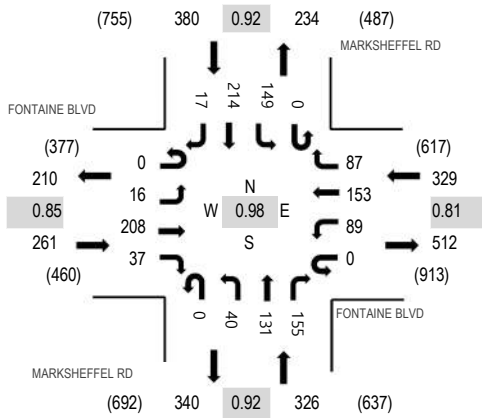 (755) 380 0.92 234 (487)
MARKSHEFFEL RD
17 214 149 0
FONTAINE BLVD
(377) (617)
0 87
210 329
16 N 153
0.85 W 0.98 E 0.81
208 S 89
261 512
37 0
(460) (913)
0 40 131 155
FONTAINE BLVD
MARKSHEFFEL RD
(692) 340 0.92 326 (637)